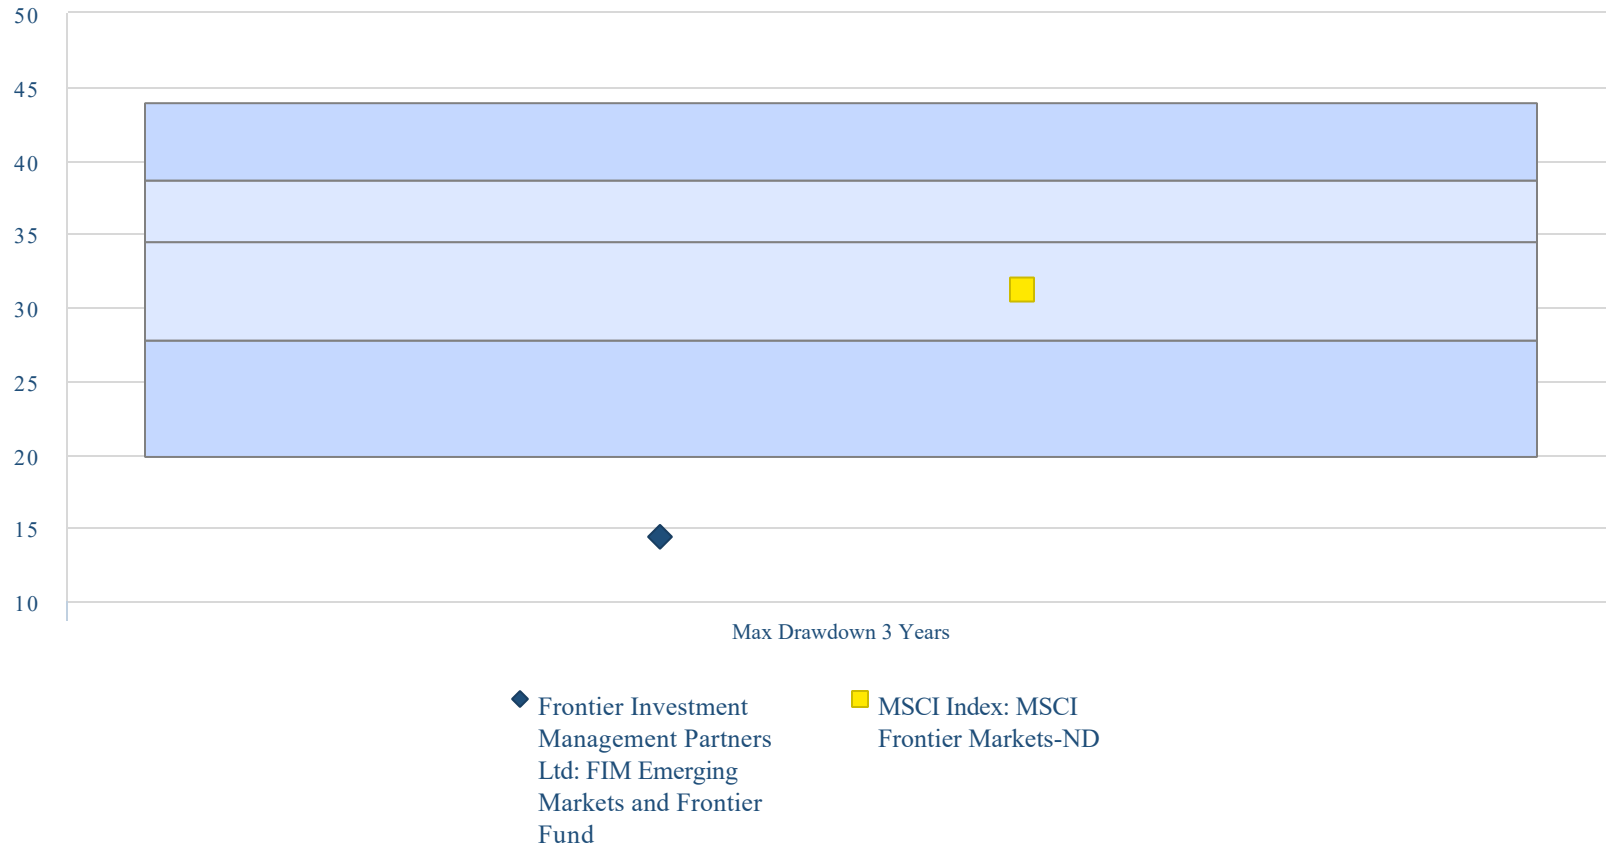 50
45
40
35
30
25
20
15
10
Max Drawdown 3 Years
Frontier Investment
Management Partners
Ltd: FIM Emerging
Markets and Frontier
Fund
MSCI Index: MSCI
Frontier Markets-ND